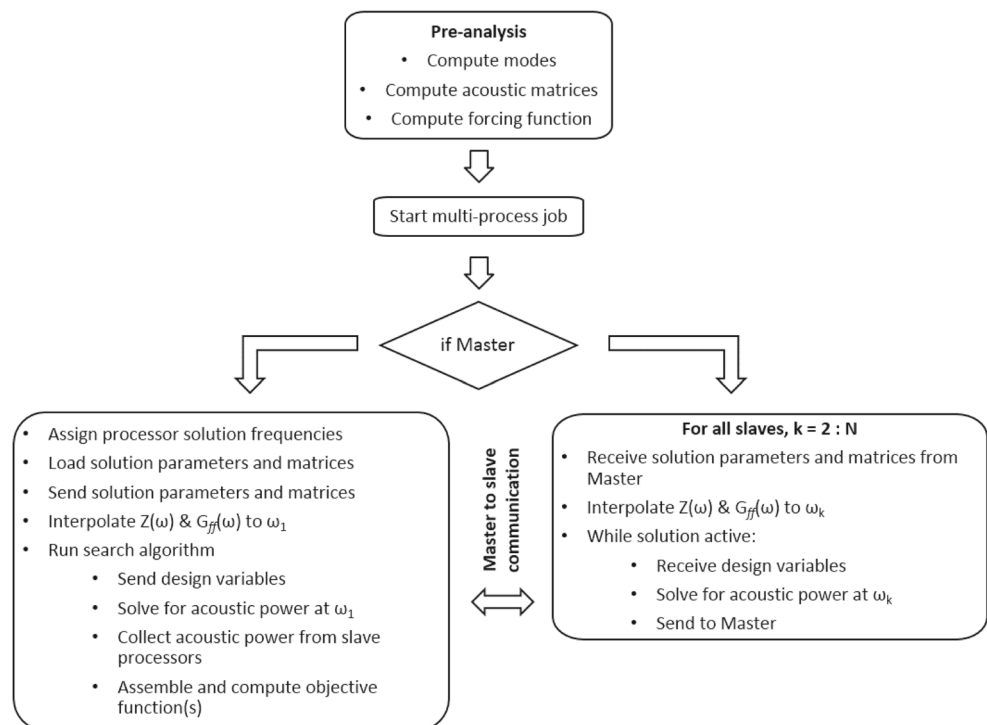 Pre-analysis
• Compute modes
• Compute acoustic matrices
• Compute forcing function
Start multi-process job
if Master
• Assign processor solution frequencies
• Load solution parameters and matrices
• Send solution parameters and matrices
• Interpolate Z(ω) & G_ff(ω) to ω₁
• Run search algorithm
• Send design variables
• Solve for acoustic power at ω₁
• Collect acoustic power from slave
processors
• Assemble and compute objective
function(s)
Master to slave
communication
For all slaves, k = 2 : N
• Receive solution parameters and matrices from
Master
• Interpolate Z(ω) & G_ff(ω) to ωₖ
• While solution active:
• Receive design variables
• Solve for acoustic power at ωₖ
• Send to Master